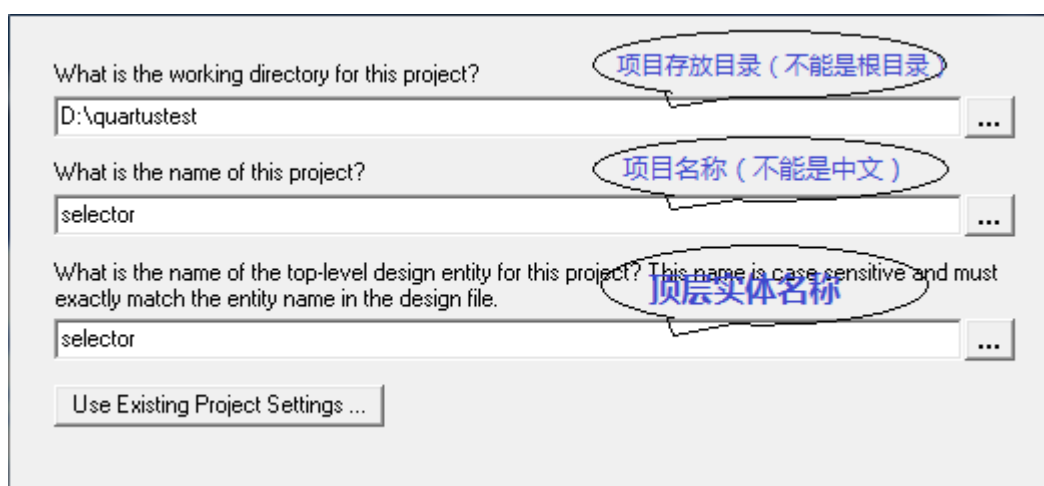 What is the working directory for this project?
项目存放目录（不能是根目录）
D:\quartustest
...
What is the name of this project?
项目名称（不能是中文）
selector
...
What is the name of the top-level design entity for this project? This name is case sensitive and must
exactly match the entity name in the design file.
顶层实体名称
selector
...
Use Existing Project Settings ...